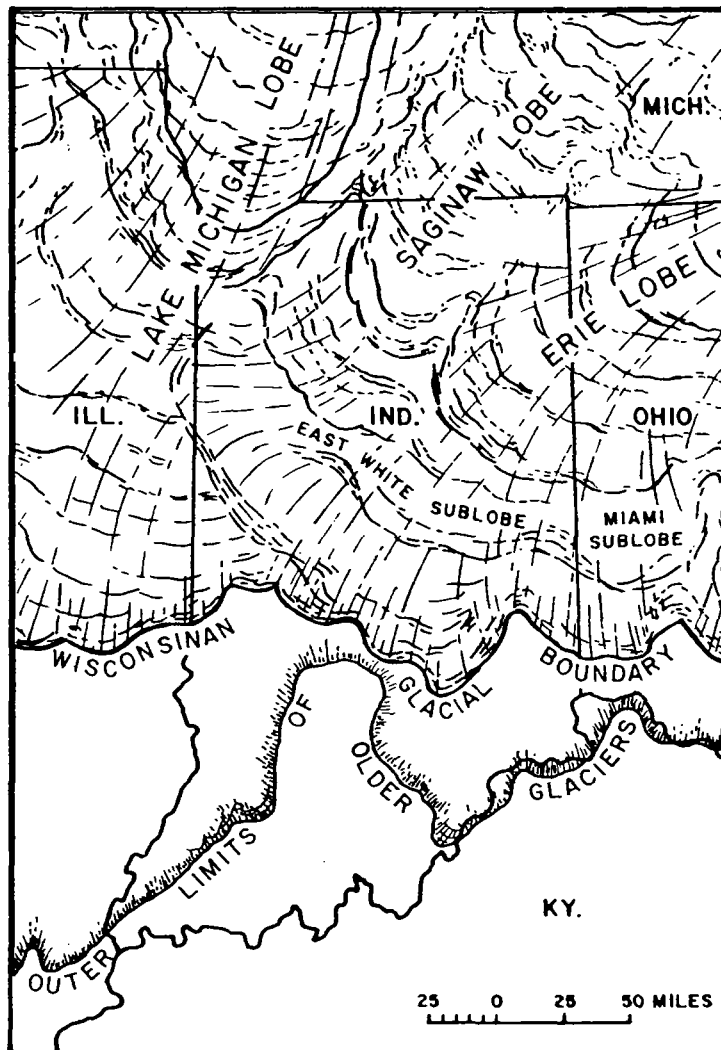 LAKE MICHIGAN LOBE
SAGINAW LOBE
MICH.
ERIE LOBE
ILL.
IND.
OHIO
EAST WHITE SUBLOBE
MIAMI
SUBLOBE
WISCONSINAN GLACIAL BOUNDARY
OUTER LIMITS OF OLDER GLACIERS
KY.
25 0 25 50 MILES